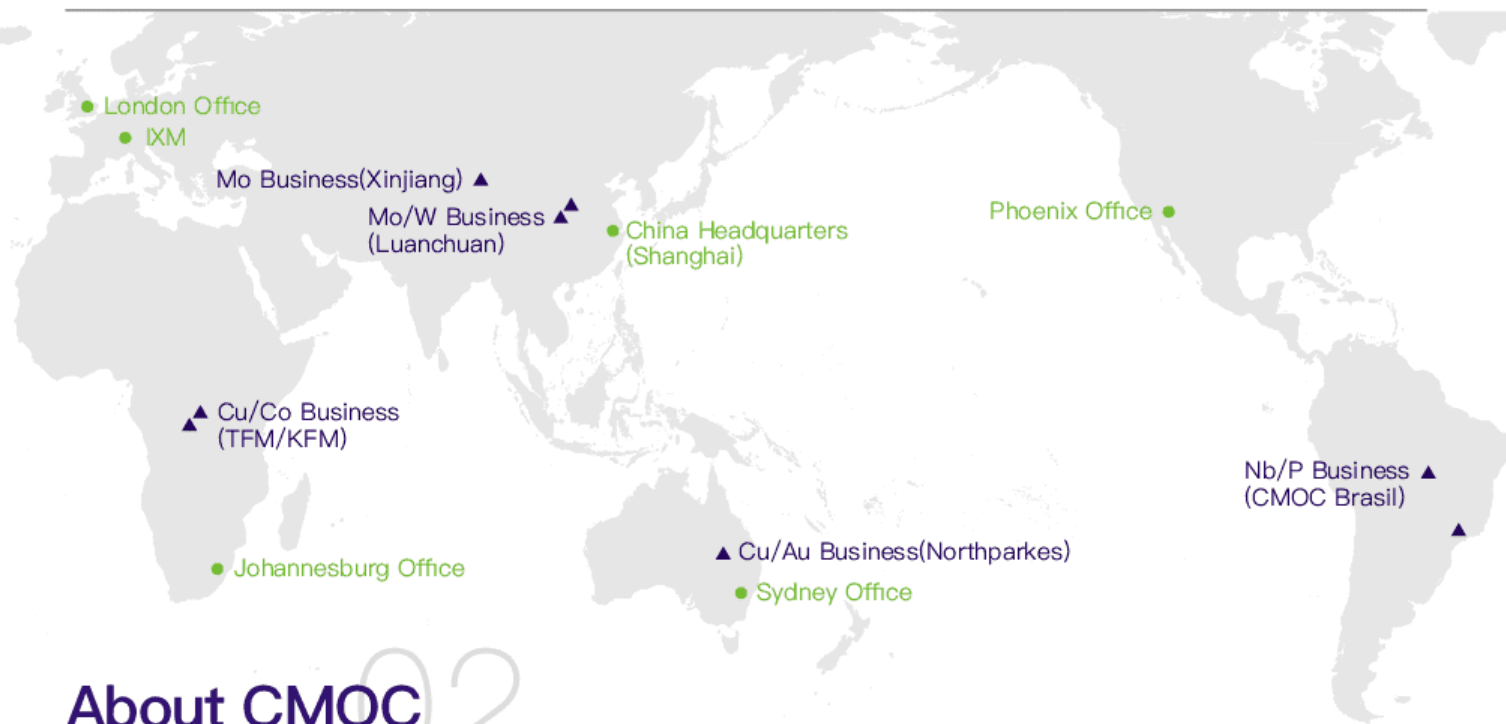 London Office
IXM
Mo Business(Xinjiang)
Mo/W Business
(Luanchuan)
China Headquarters
(Shanghai)
Phoenix Office
Cu/Co Business
(TFM/KFM)
Nb/P Business
(CMOC Brasil)
Cu/Au Business(Northparkes)
Johannesburg Office
Sydney Office
02
About CMOC